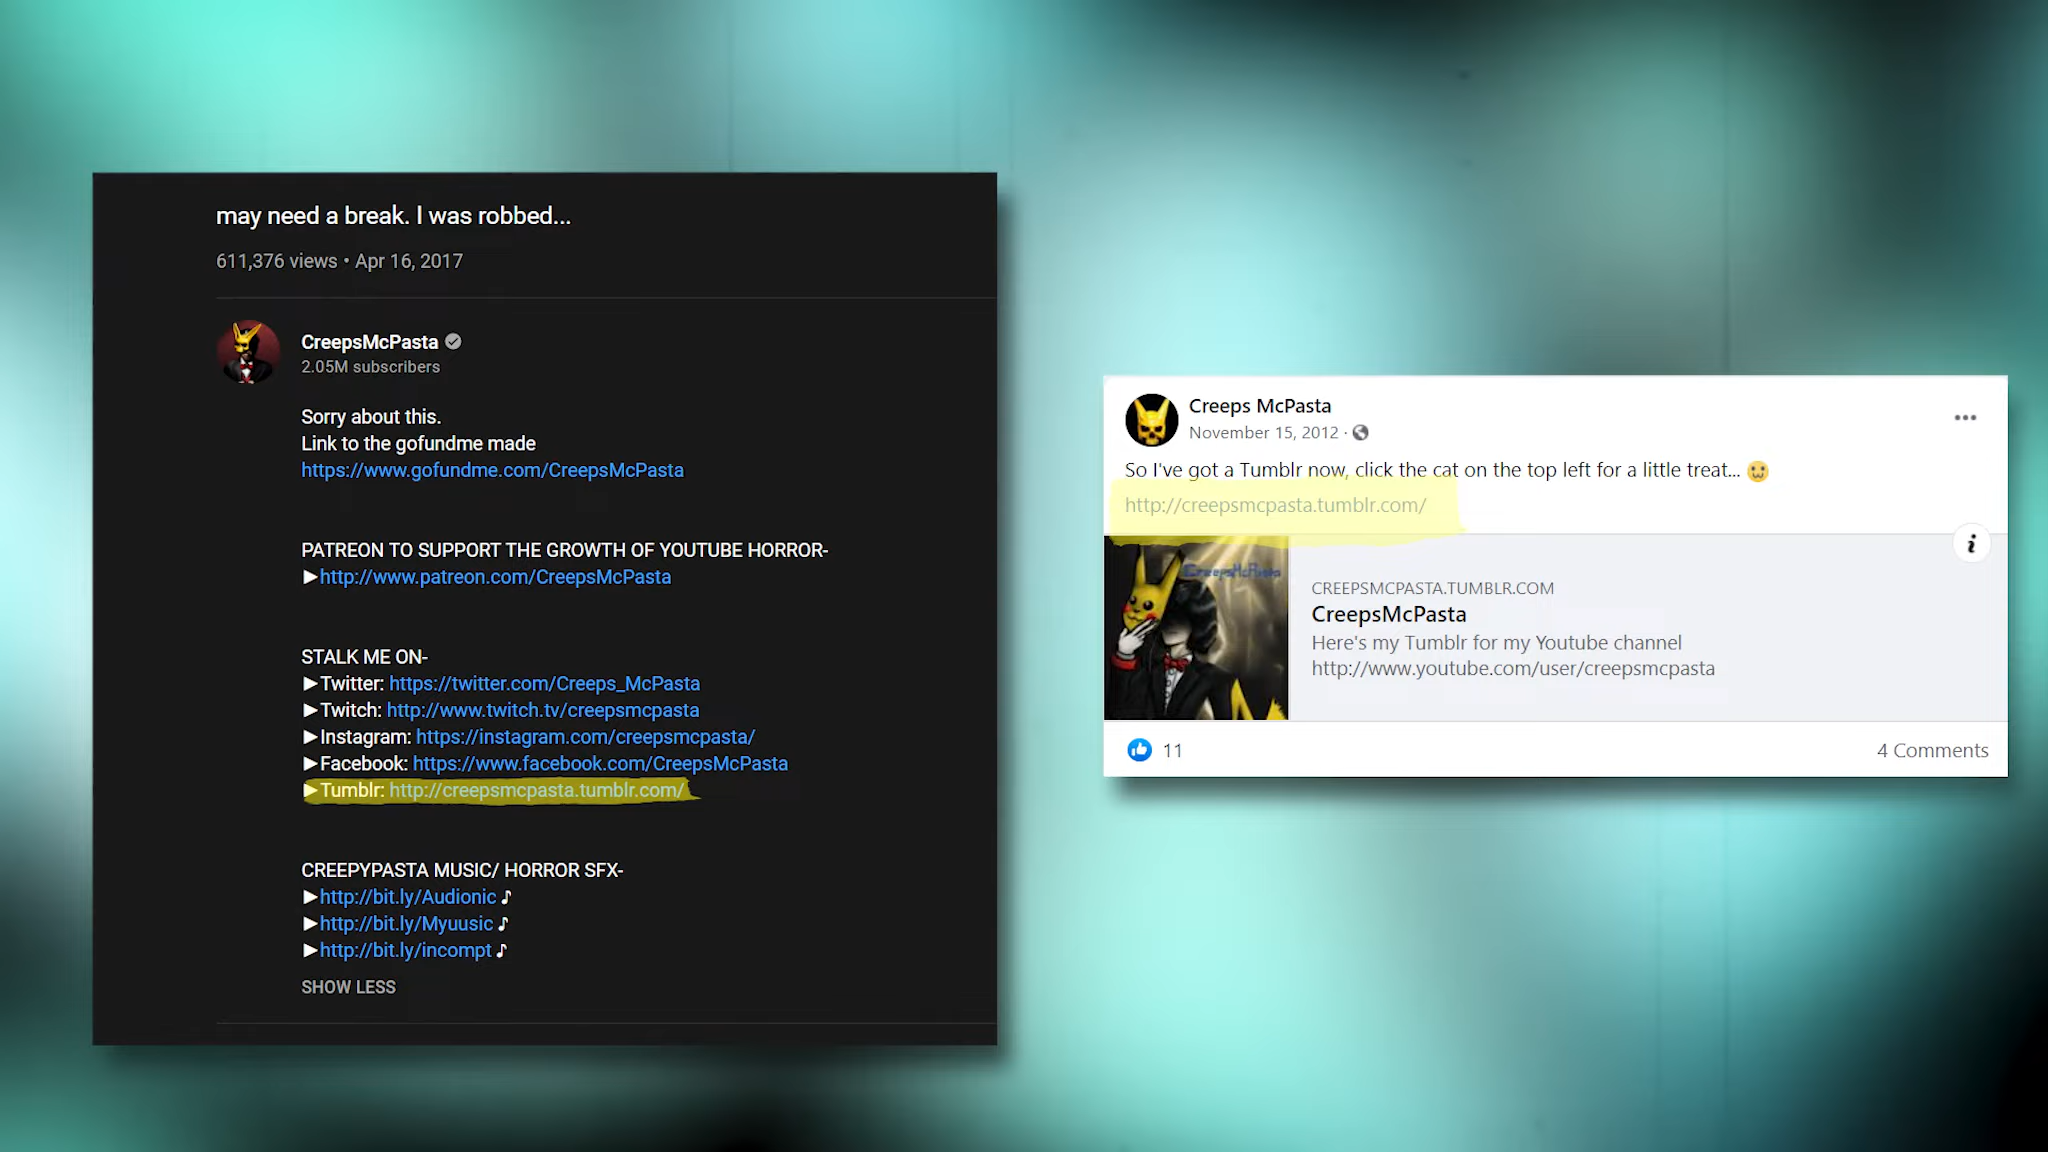 may need a break. I was robbed...
611,376 views • Apr 16, 2017
CreepsMcPasta
2.05M subscribers
Sorry about this.
Link to the gofundme made
https://www.gofundme.com/CreepsMcPasta
PATREON TO SUPPORT THE GROWTH OF YOUTUBE HORROR-
►http://www.patreon.com/CreepsMcPasta
STALK ME ON-
►Twitter: https://twitter.com/Creeps_McPasta
►Twitch: http://www.twitch.tv/creepsmcpasta
►Instagram: https://instagram.com/creepsmcpasta/
►Facebook: https://www.facebook.com/CreepsMcPasta
►Tumblr: http://creepsmcpasta.tumblr.com/
CREEPYPASTA MUSIC/ HORROR SFX-
►http://bit.ly/Audionic ♪
►http://bit.ly/Myuusic ♪
►http://bit.ly/incompt ♪
SHOW LESS
Creeps McPasta
November 15, 2012 ·
So I've got a Tumblr now, click the cat on the top left for a little treat...
http://creepsmcpasta.tumblr.com/
CreepsMcPasta
CREEPSMCPASTA.TUMBLR.COM
CreepsMcPasta
Here's my Tumblr for my Youtube channel
http://www.youtube.com/user/creepsmcpasta
11
4 Comments